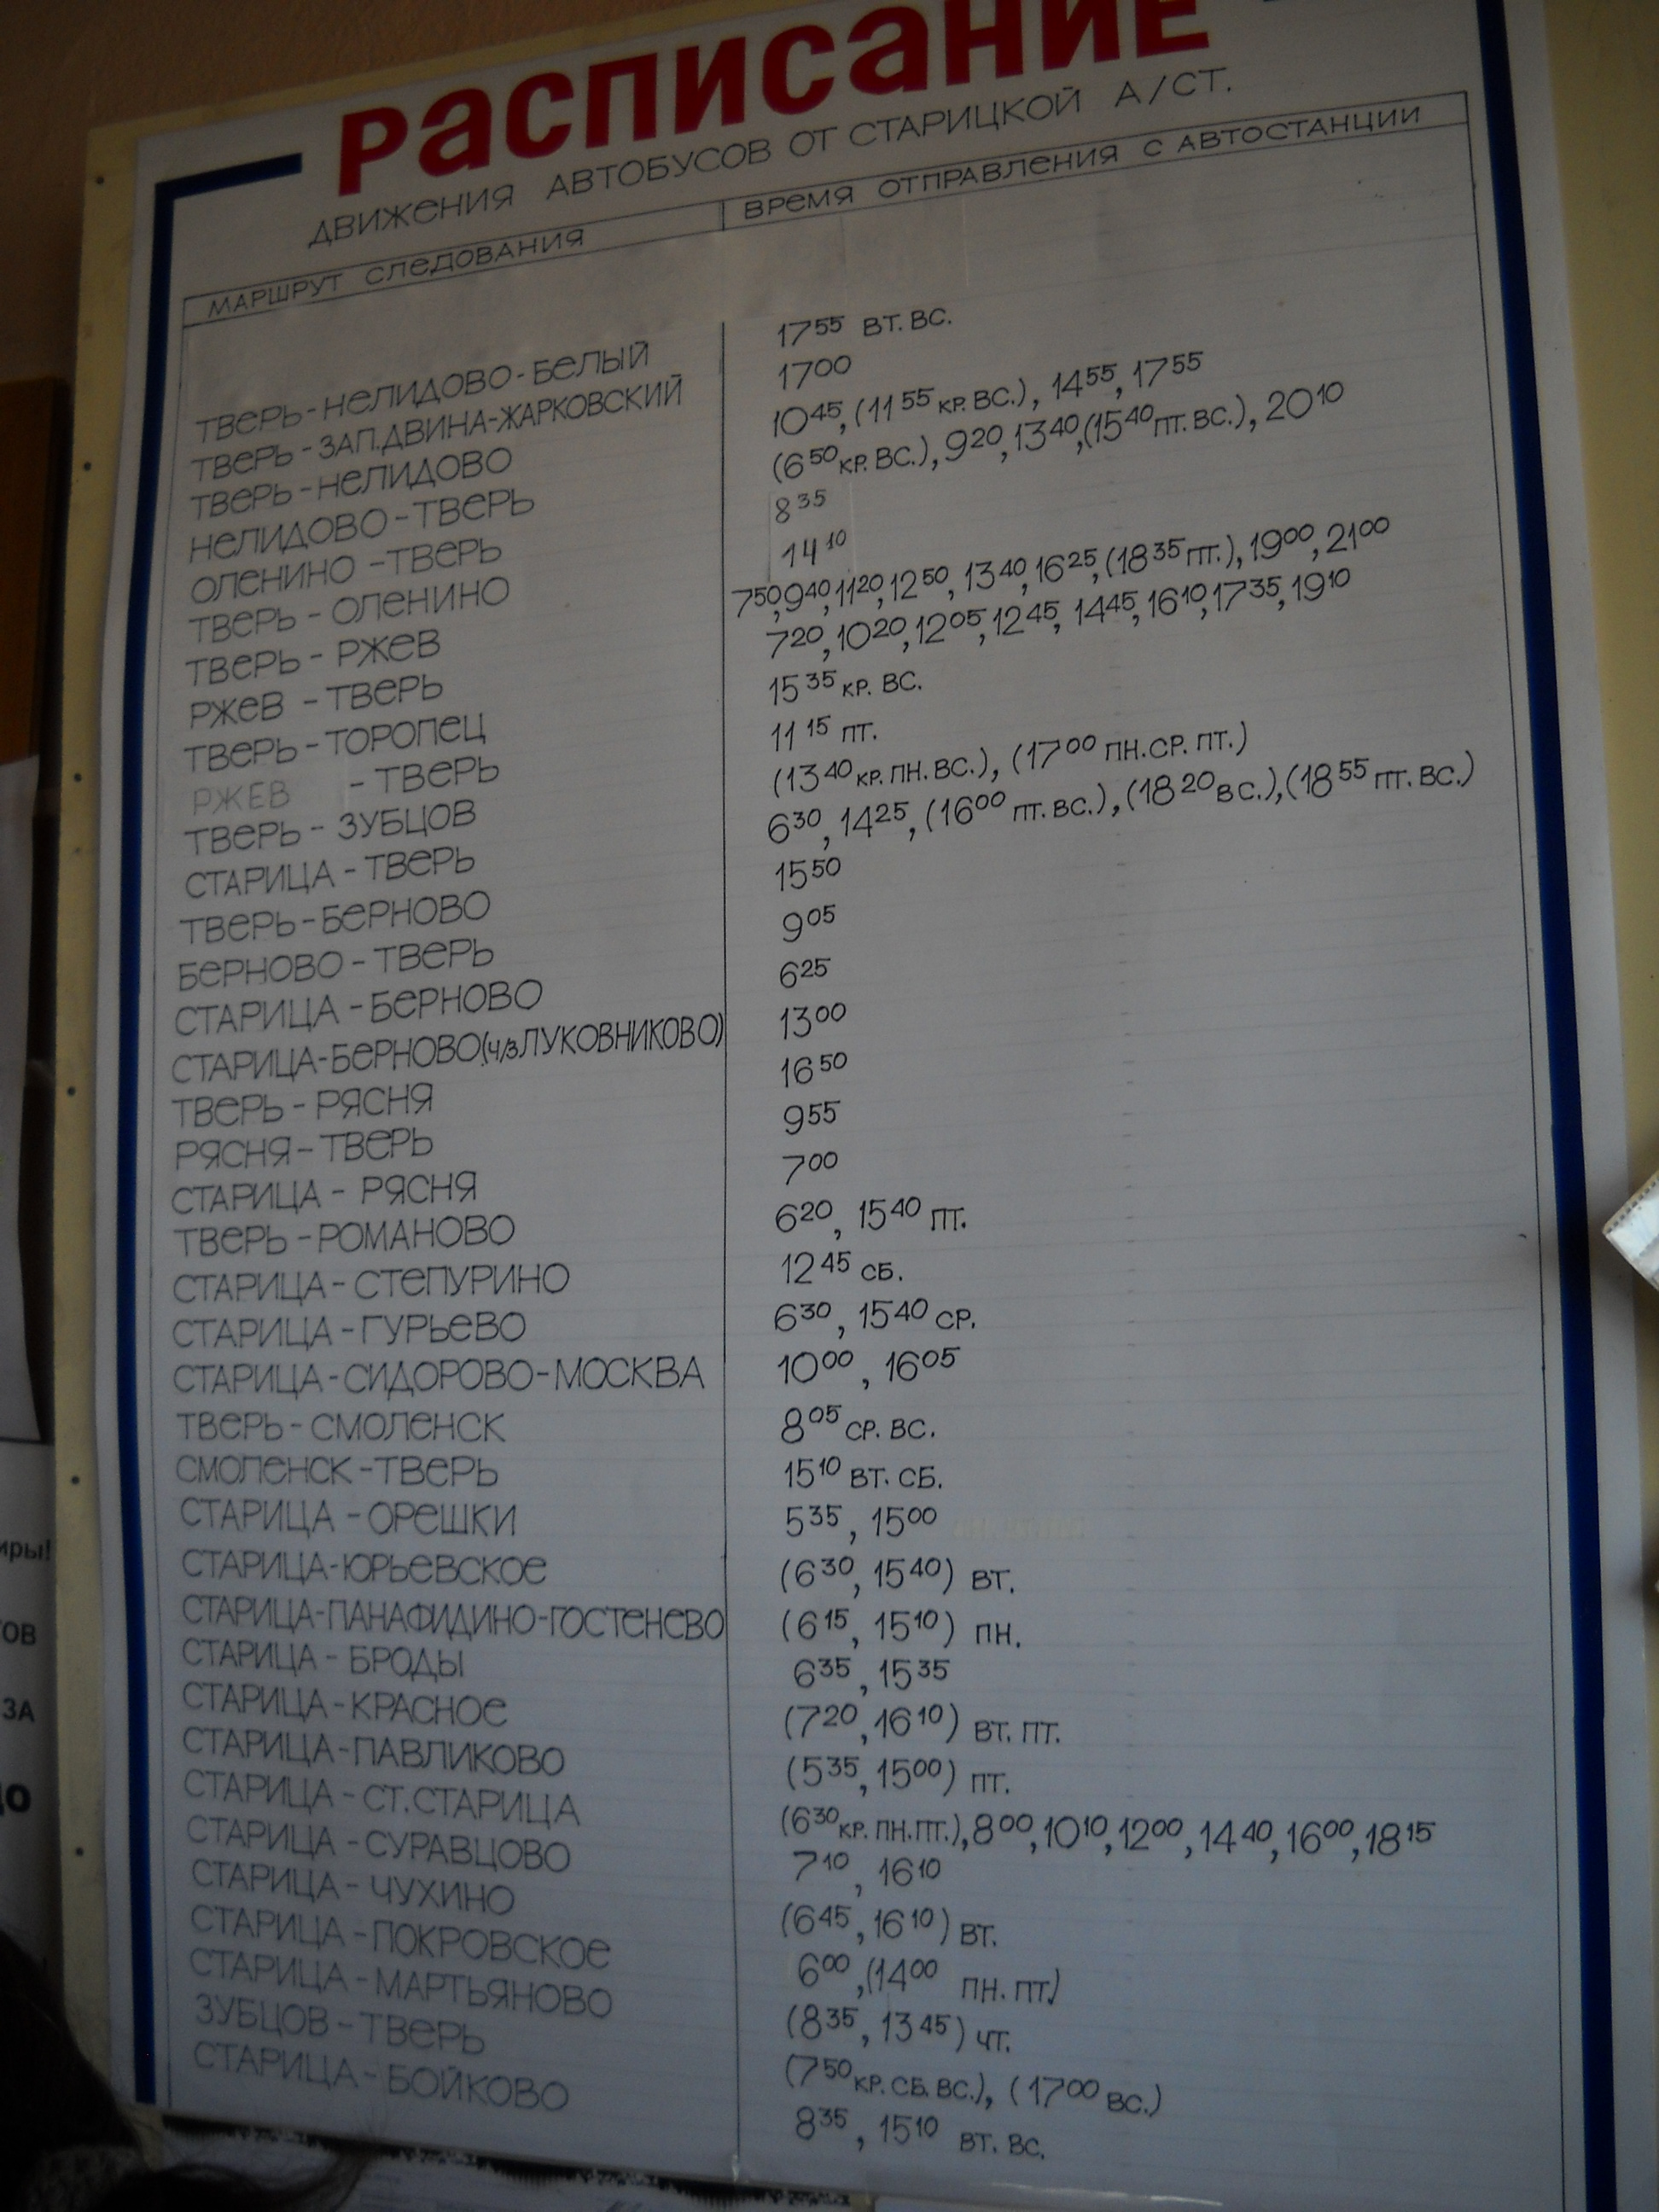 РАСПИСАНИЕ
ДВИЖЕНИЯ АВТОБУСОВ ОТ СТАРИЦКОЙ А/СТ.
МАРШРУТ СЛЕДОВАНИЯ ВРЕМЯ ОТПРАВЛЕНИЯ С АВТОСТАНЦИИ
ТВЕРЬ-НЕЛИДОВО-БЕЛЫЙ 17⁵⁵ ВТ. ВС.
ТВЕРЬ-ЗАП.ДВИНА-ЖАРКОВСКИЙ 17⁰⁰
ТВЕРЬ-НЕЛИДОВО 10⁴⁵, (11⁵⁵ КР. ВС.), 14⁵⁵, 17⁵⁵
НЕЛИДОВО-ТВЕРЬ (6⁵⁰ КР. ВС.), 9²⁰, 13⁴⁰, (15⁴⁰ ПТ. ВС.), 20¹⁰
ОЛЕНИНО-ТВЕРЬ 8³⁵
ТВЕРЬ-ОЛЕНИНО 14¹⁰
ТВЕРЬ-РЖЕВ 7⁵⁰, 9⁴⁰, 11²⁰, 12⁵⁰, 13⁴⁰, 16²⁵, (18³⁵ ПТ.), 19⁰⁰, 21⁰⁰
РЖЕВ-ТВЕРЬ 7²⁰, 10²⁰, 12⁰⁵, 12⁴⁵, 14⁴⁵, 16¹⁰, 17³⁵, 19¹⁰
ТВЕРЬ-ТОРОПЕЦ 15³⁵ КР. ВС.
РЖЕВ -ТВЕРЬ 11¹⁵ ПТ.
ТВЕРЬ-ЗУБЦОВ (13⁴⁰ КР. ПН. ВС.), (17⁰⁰ ПН. СР. ПТ.)
СТАРИЦА-ТВЕРЬ 6³⁰, 14²⁵, (16⁰⁰ ПТ. ВС.), (18²⁰ ВС.), (18⁵⁵ ПТ. ВС.)
ТВЕРЬ-БЕРНОВО 15⁵⁰
БЕРНОВО-ТВЕРЬ 9⁰⁵
СТАРИЦА-БЕРНОВО 6²⁵
СТАРИЦА-БЕРНОВО(Ч/З ЛУКОВНИКОВО) 13⁰⁰
ТВЕРЬ-РЯСНЯ 16⁵⁰
РЯСНЯ-ТВЕРЬ 9⁵⁵
СТАРИЦА-РЯСНЯ 7⁰⁰
ТВЕРЬ-РОМАНОВО 6²⁰, 15⁴⁰ ПТ.
СТАРИЦА-СТЕПУРИНО 12⁴⁵ СБ.
СТАРИЦА-ГУРЬЕВО 6³⁰, 15⁴⁰ СР.
СТАРИЦА-СИДОРОВО-МОСКВА 10⁰⁰, 16⁰⁵
ТВЕРЬ-СМОЛЕНСК 8⁰⁵ СР. ВС.
СМОЛЕНСК-ТВЕРЬ 15¹⁰ ВТ. СБ.
СТАРИЦА-ОРЕШКИ 5³⁵, 15⁰⁰
СТАРИЦА-ЮРЬЕВСКОЕ (6³⁰, 15⁴⁰) ВТ.
СТАРИЦА-ПАНАФИДИНО-ГОСТЕНЕВО (6¹⁵, 15¹⁰) ПН.
СТАРИЦА-БРОДЫ 6³⁵, 15³⁵
СТАРИЦА-КРАСНОЕ (7²⁰, 16¹⁰) ВТ. ПТ.
СТАРИЦА-ПАВЛИКОВО (5³⁵, 15⁰⁰) ПТ.
СТАРИЦА-СТ.СТАРИЦА (6³⁰ КР. ПН.ПТ.), 8⁰⁰, 10¹⁰, 12⁰⁰, 14⁴⁰, 16⁰⁰, 18¹⁵
СТАРИЦА-СУРАВЦОВО 7¹⁰, 16¹⁰
СТАРИЦА-ЧУХИНО (6⁴⁵, 16¹⁰) ВТ.
СТАРИЦА-ПОКРОВСКОЕ 6⁰⁰, (14⁰⁰ ПН. ПТ.)
СТАРИЦА-МАРТЬЯНОВО (8³⁵, 13⁴⁵) ЧТ.
ЗУБЦОВ-ТВЕРЬ (7⁵⁰ КР. СБ. ВС.), (17⁰⁰ ВС.)
СТАРИЦА-БОЙКОВО 8³⁵, 15¹⁰ ВТ. ВС.